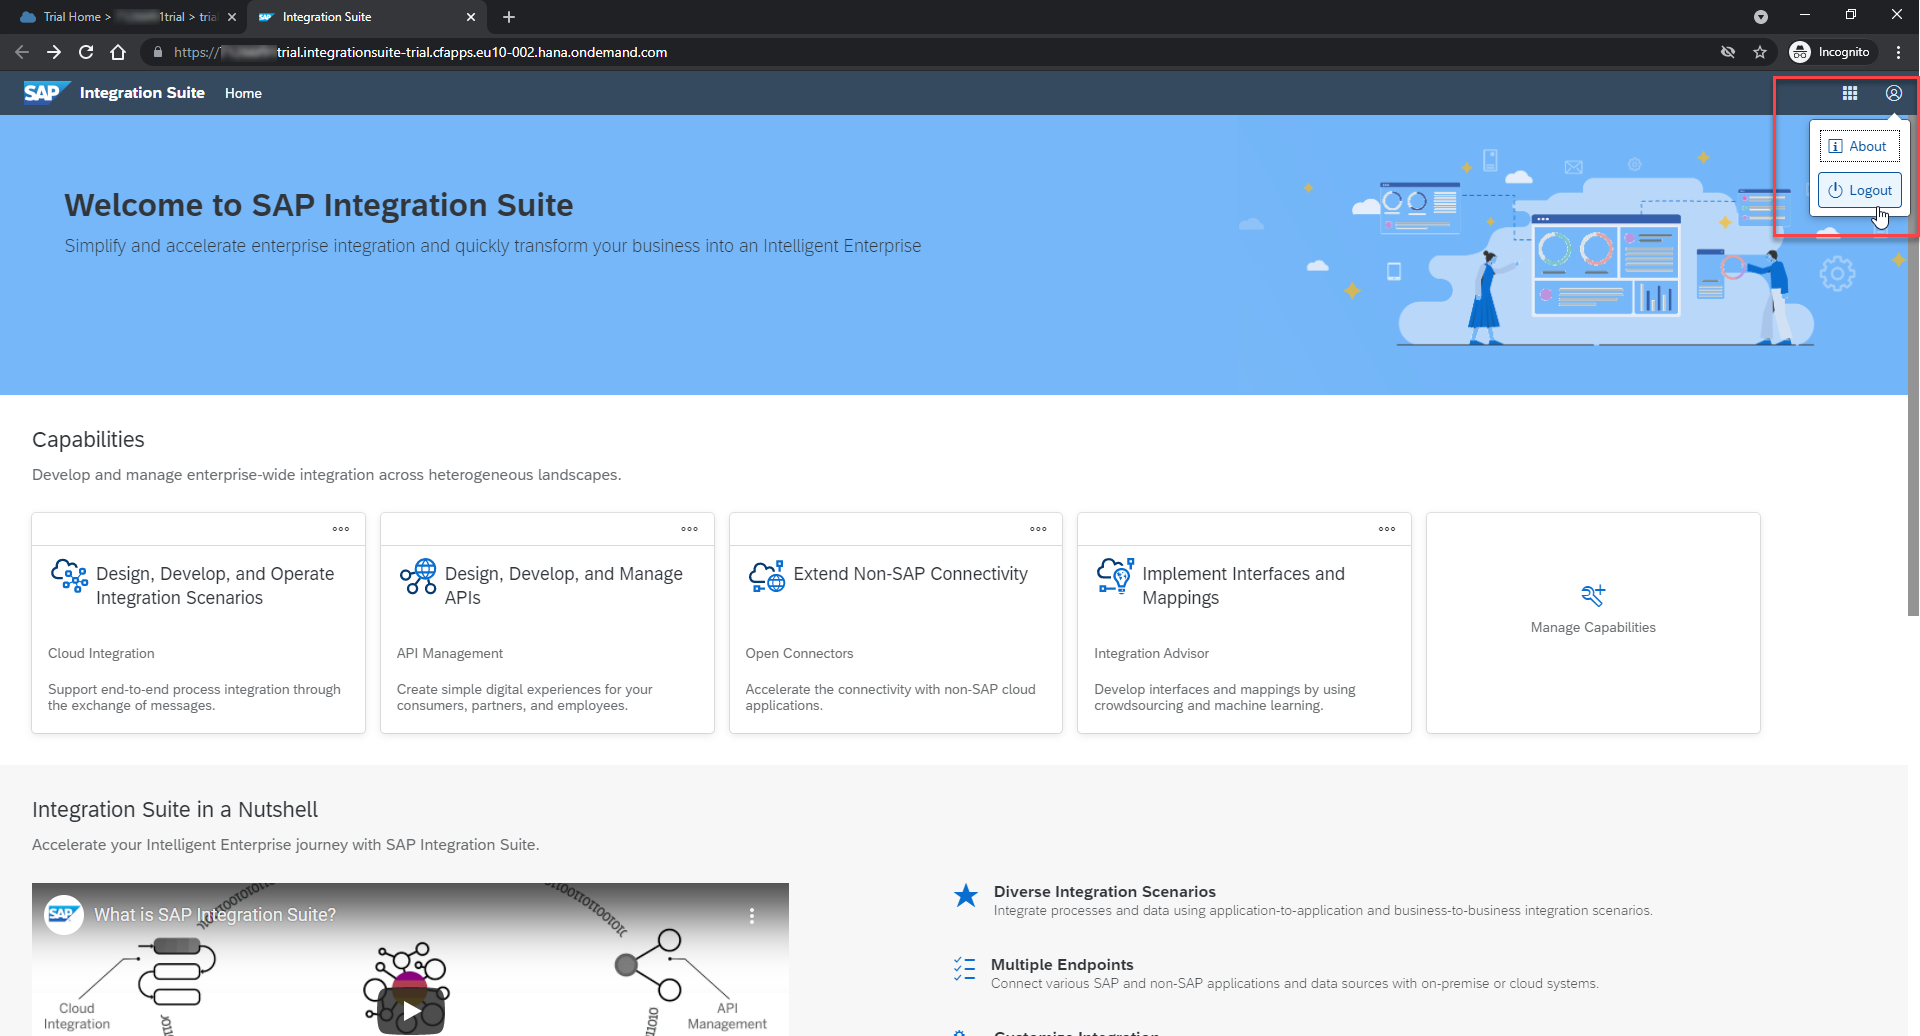 Trial Home > 1trial > tria
Integration Suite
https:// trial.integrationsuite-trial.cfapps.eu10-002.hana.ondemand.com
Incognito
SAP Integration Suite Home
About
Logout
Welcome to SAP Integration Suite
Simplify and accelerate enterprise integration and quickly transform your business into an Intelligent Enterprise
Capabilities
Develop and manage enterprise-wide integration across heterogeneous landscapes.
Design, Develop, and Operate
Integration Scenarios
Cloud Integration
Support end-to-end process integration through
the exchange of messages.
Design, Develop, and Manage
APIs
API Management
Create simple digital experiences for your
consumers, partners, and employees.
Extend Non-SAP Connectivity
Open Connectors
Accelerate the connectivity with non-SAP cloud
applications.
Implement Interfaces and
Mappings
Integration Advisor
Develop interfaces and mappings by using
crowdsourcing and machine learning.
Manage Capabilities
Integration Suite in a Nutshell
Accelerate your Intelligent Enterprise journey with SAP Integration Suite.
SAP What is SAP Integration Suite?
Cloud
Integration
API
Management
Diverse Integration Scenarios
Integrate processes and data using application-to-application and business-to-business integration scenarios.
Multiple Endpoints
Connect various SAP and non-SAP applications and data sources with on-premise or cloud systems.
Customize Integration